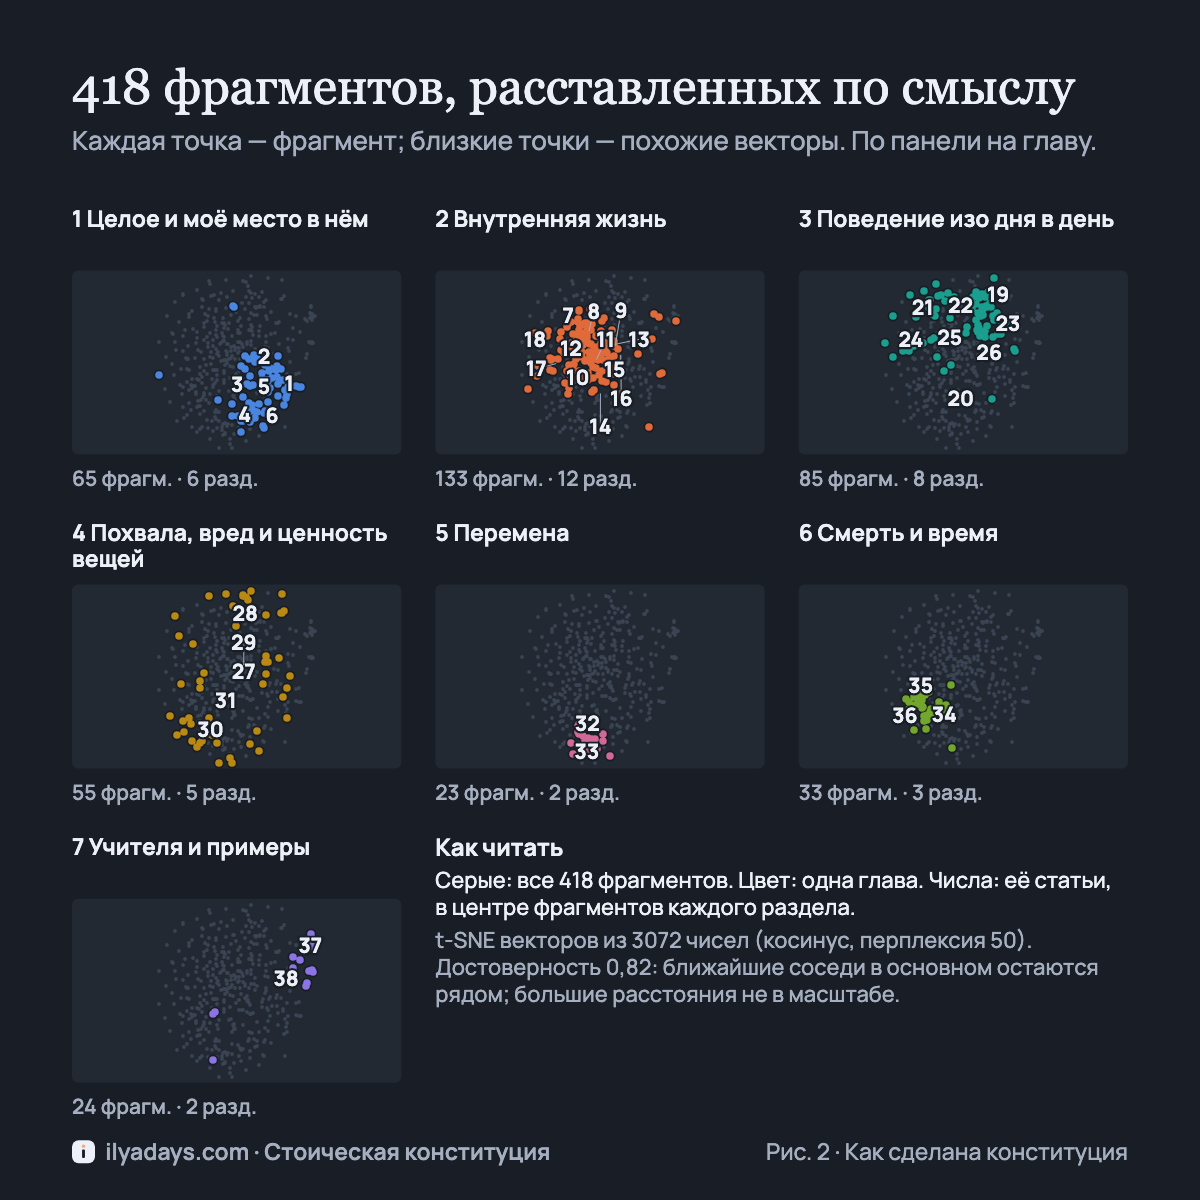 418 фрагментов, расставленных по смыслу
Каждая точка — фрагмент; близкие точки — похожие векторы. По панели на главу.
1 Целое и моё место в нём
2 Внутренняя жизнь
3 Поведение изо дня в день
2
3
5
1
4
6
7
8
9
18
12
11
13
17
10
15
16
14
19
21
22
23
24
25
26
20
65 фрагм. · 6 разд.
133 фрагм. · 12 разд.
85 фрагм. · 8 разд.
4 Похвала, вред и ценность
вещей
5 Перемена
6 Смерть и время
28
29
27
31
30
32
33
35
36
34
55 фрагм. · 5 разд.
23 фрагм. · 2 разд.
33 фрагм. · 3 разд.
7 Учителя и примеры
37
38
24 фрагм. · 2 разд.
Как читать
Серые: все 418 фрагментов. Цвет: одна глава. Числа: её статьи,
в центре фрагментов каждого раздела.
t-SNE векторов из 3072 чисел (косинус, перплексия 50).
Достоверность 0,82: ближайшие соседи в основном остаются
рядом; большие расстояния не в масштабе.
ilyadays.com · Стоическая конституция
Рис. 2 · Как сделана конституция